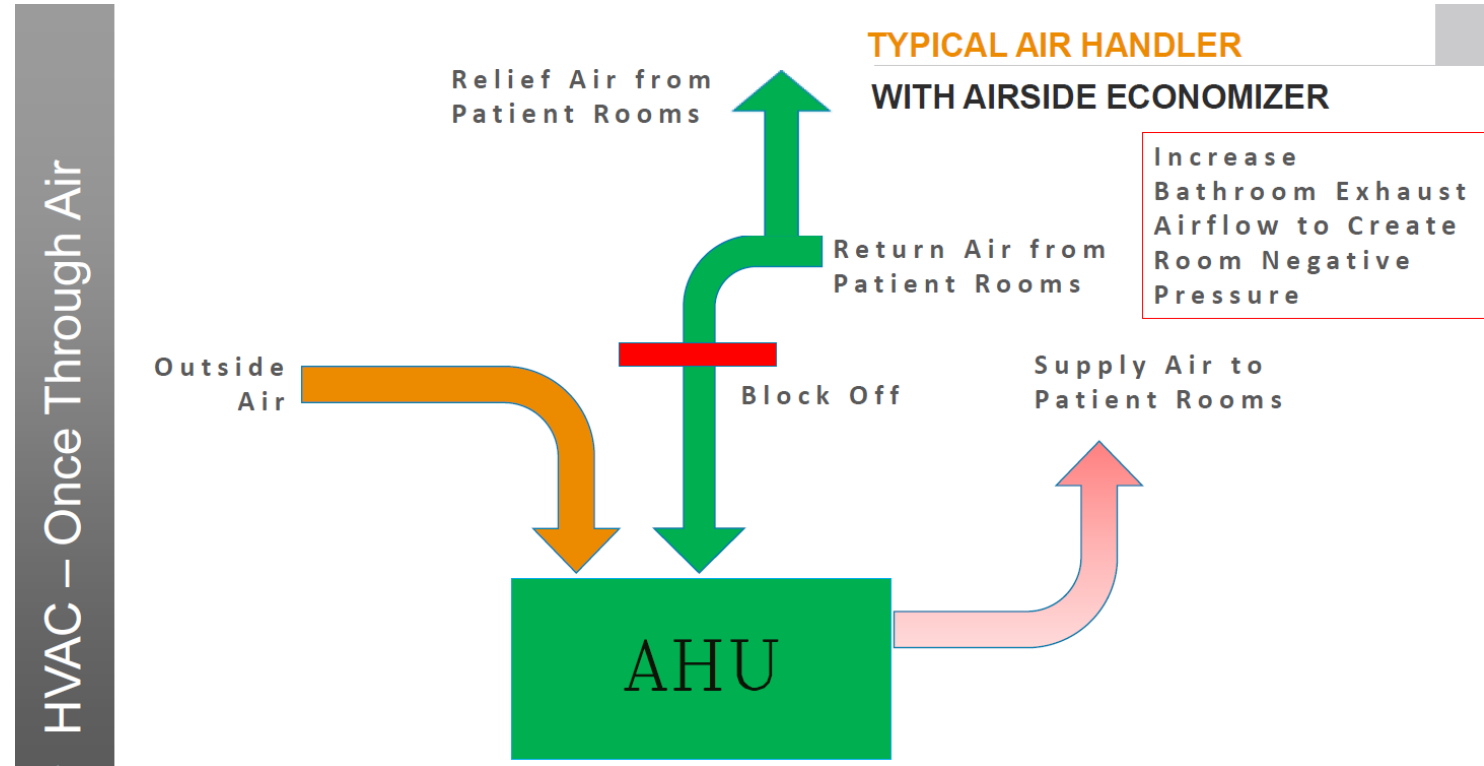 HVAC – Once Through Air
TYPICAL AIR HANDLER
WITH AIRSIDE ECONOMIZER
Relief Air from
Patient Rooms
Increase
Bathroom Exhaust
Airflow to Create
Room Negative
Pressure
Return Air from
Patient Rooms
Outside
Air
Block Off
Supply Air to
Patient Rooms
AHU